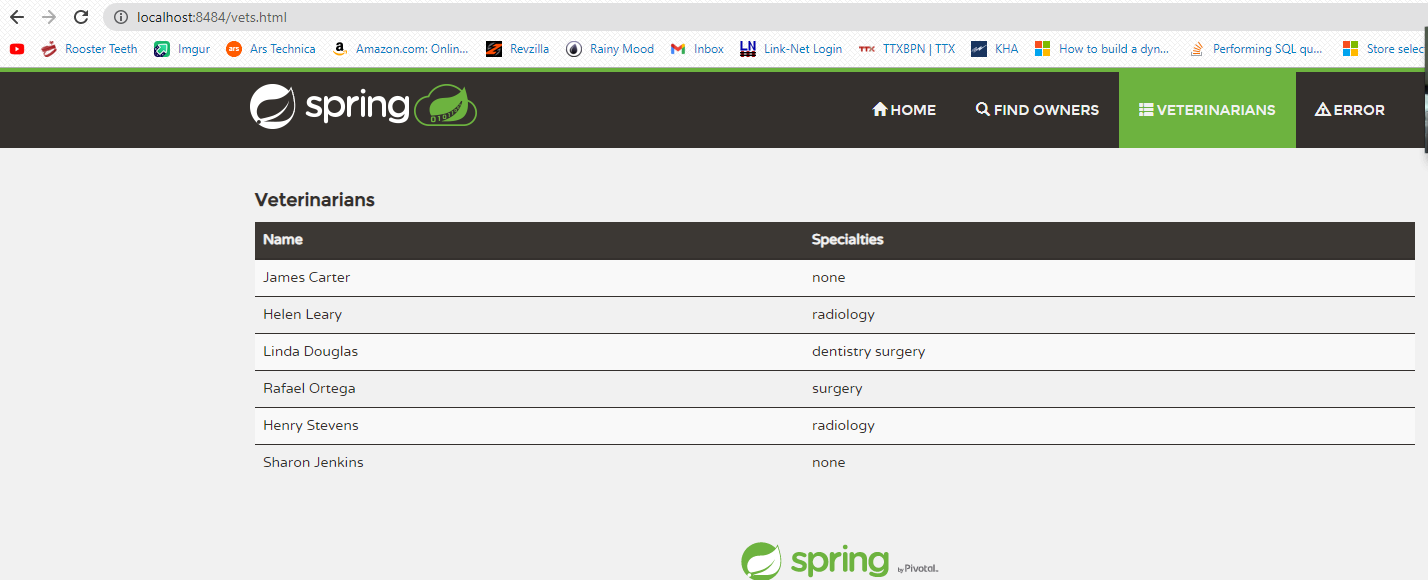 localhost:8484/vets.html
Rooster Teeth Imgur Ars Technica Amazon.com: Onlin... Revzilla Rainy Mood Inbox Link-Net Login TTXBPN | TTX KHA How to build a dyn... Performing SQL qu... Store selec
spring HOME FIND OWNERS VETERINARIANS ERROR
Veterinarians
Name Specialties
James Carter none
Helen Leary radiology
Linda Douglas dentistry surgery
Rafael Ortega surgery
Henry Stevens radiology
Sharon Jenkins none
spring by Pivotal.